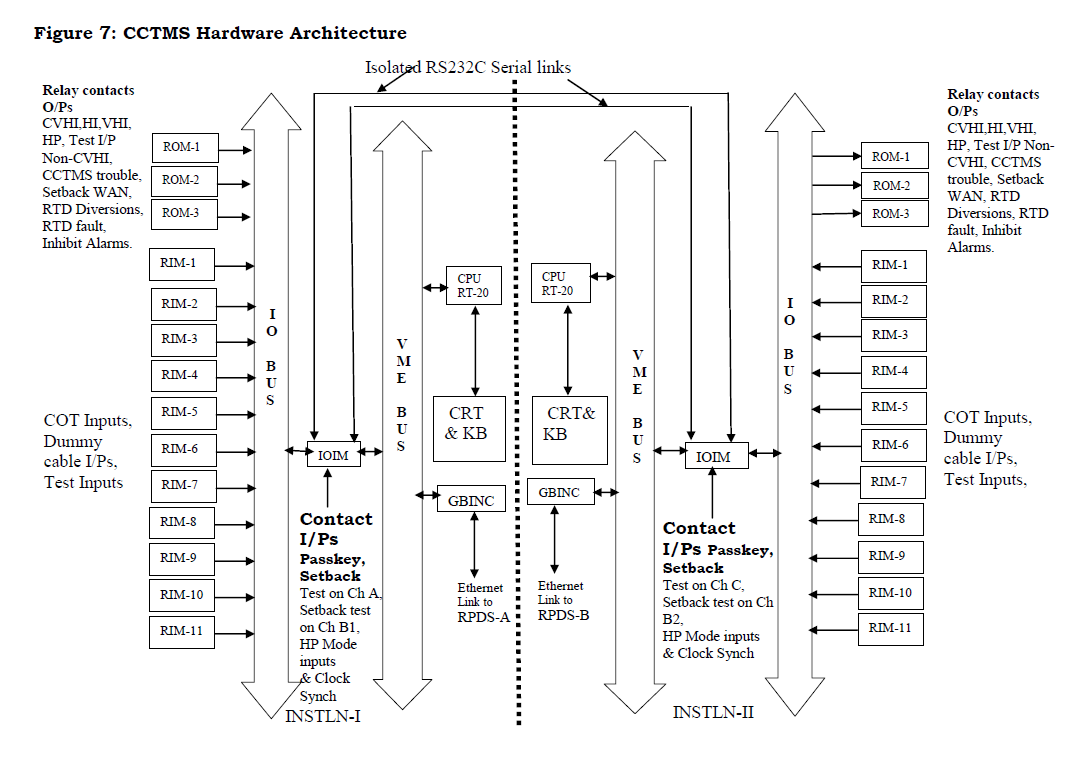 Figure 7: CCTMS Hardware Architecture
Isolated RS232C Serial links
Relay contacts
O/Ps
CVHI,HI,VHI,
HP, Test I/P
Non-CVHI,
CCTMS trouble,
Setback WAN,
RTD Diversions,
RTD fault,
Inhibit Alarms.
ROM-1
ROM-2
ROM-3
RIM-1
RIM-2
RIM-3
RIM-4
RIM-5
RIM-6
RIM-7
RIM-8
RIM-9
RIM-10
RIM-11
COT Inputs,
Dummy
cable I/Ps,
Test Inputs
I
O
B
U
S
V
M
E
B
U
S
CPU
RT-20
CRT
& KB
IOIM
GBINC
Contact
I/Ps
Passkey,
Setback
Test on Ch A,
Setback test
on Ch B1,
HP Mode
inputs
& Clock
Synch
Ethernet
Link to
RPDS-A
INSTLN-I
CPU
RT-20
CRT&
KB
GBINC
Ethernet
Link to
RPDS-B
V
M
E
B
U
S
IOIM
Contact
I/Ps Passkey,
Setback
Test on Ch C,
Setback test on Ch
B2,
HP Mode inputs
& Clock Synch
INSTLN-II
I
O
B
U
S
ROM-1
ROM-2
ROM-3
RIM-1
RIM-2
RIM-3
RIM-4
RIM-5
RIM-6
RIM-7
RIM-8
RIM-9
RIM-10
RIM-11
Relay contacts
O/Ps
CVHI,HI,VHI,
HP, Test I/P Non-
CVHI, CCTMS
trouble, Setback
WAN, RTD
Diversions, RTD
fault, Inhibit
Alarms.
COT Inputs,
Dummy
cable I/Ps,
Test Inputs,